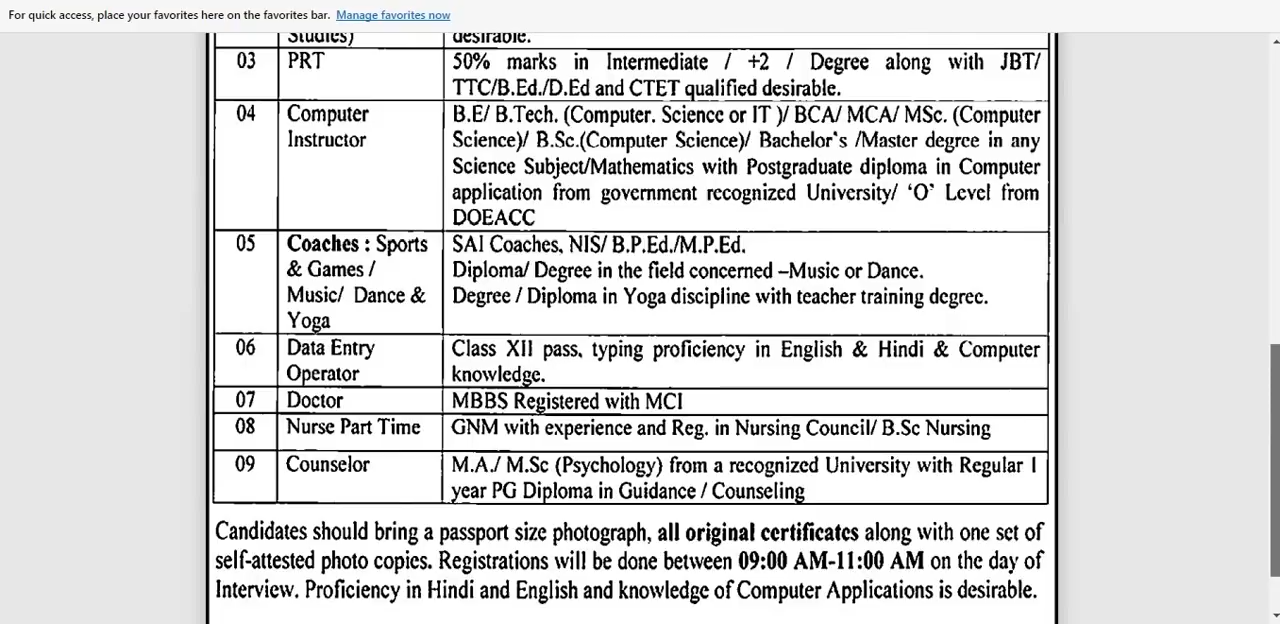 For quick access, place your favorites here on the favorites bar. Manage favorites now
Studies) desirable.
03 PRT 50% marks in Intermediate / +2 / Degree along with JBT/
TTC/B.Ed./D.Ed and CTET qualified desirable.
04 Computer B.E/ B.Tech. (Computer. Science or IT )/ BCA/ MCA/ MSc. (Computer
Instructor Science)/ B.Sc.(Computer Science)/ Bachelor's /Master degree in any
Science Subject/Mathematics with Postgraduate diploma in Computer
application from government recognized University/ ‘O’ Level from
DOEACC
05 Coaches : Sports SAI Coaches, NIS/ B.P.Ed./M.P.Ed.
& Games / Diploma/ Degree in the field concerned –Music or Dance.
Music/ Dance & Degree / Diploma in Yoga discipline with teacher training degree.
Yoga
06 Data Entry Class XII pass, typing proficiency in English & Hindi & Computer
Operator knowledge.
07 Doctor MBBS Registered with MCI
08 Nurse Part Time GNM with experience and Reg. in Nursing Council/ B.Sc Nursing
09 Counselor M.A./ M.Sc (Psychology) from a recognized University with Regular 1
year PG Diploma in Guidance / Counseling
Candidates should bring a passport size photograph, all original certificates along with one set of
self-attested photo copies. Registrations will be done between 09:00 AM-11:00 AM on the day of
Interview. Proficiency in Hindi and English and knowledge of Computer Applications is desirable.